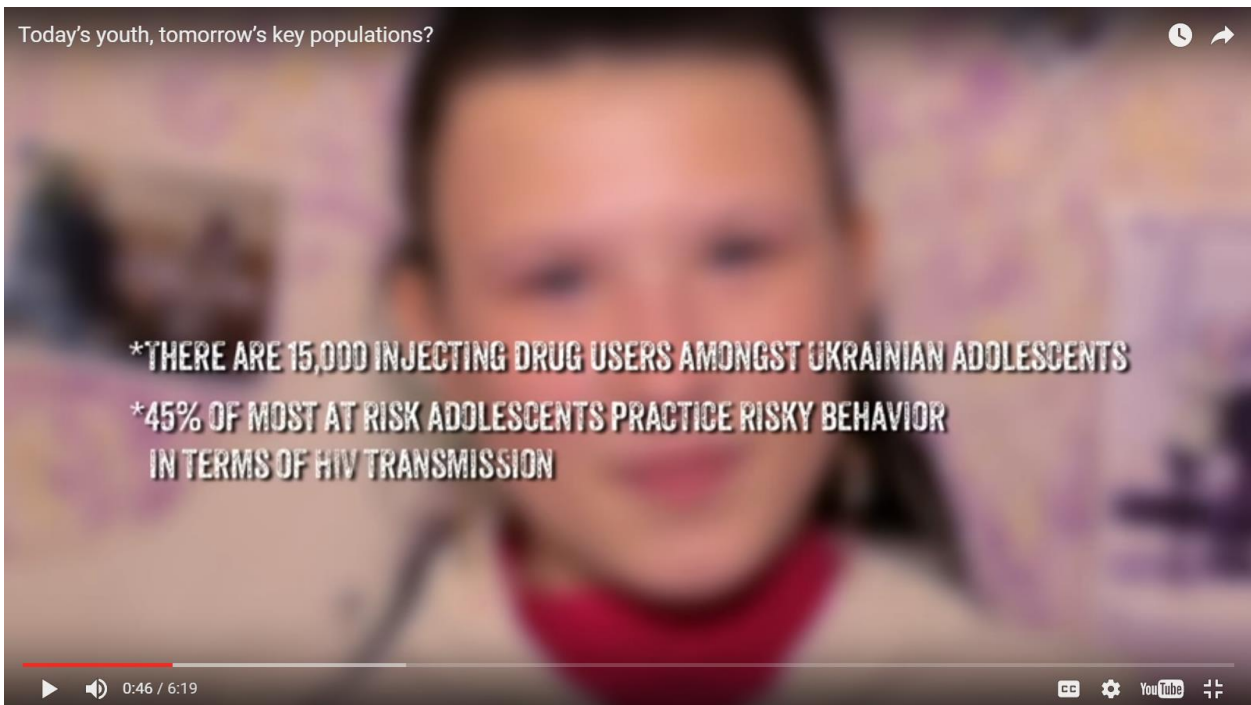 Today's youth, tomorrow's key populations?
*THERE ARE 15,000 INJECTING DRUG USERS AMONGST UKRAINIAN ADOLESCENTS
*45% OF MOST AT RISK ADOLESCENTS PRACTICE RISKY BEHAVIOR
IN TERMS OF HIV TRANSMISSION
0:46 / 6:19
CC
YouTube